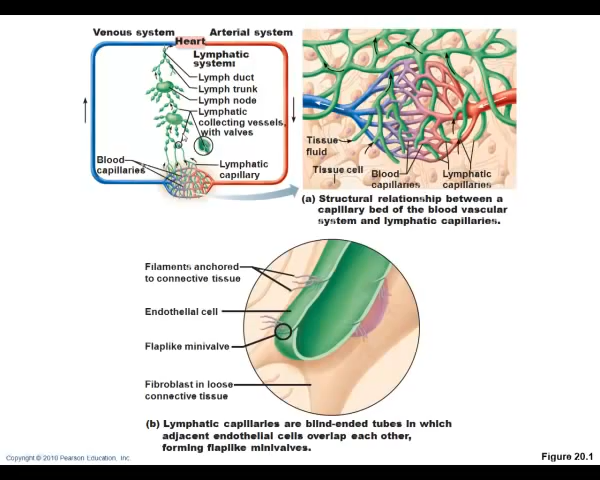 Venous system
Arterial system
Heart
Lymphatic
system:
Lymph duct
Lymph trunk
Lymph node
Lymphatic
collecting vessels,
with valves
Blood
capillaries
Lymphatic
capillary
Tissue
fluid
Tissue cell
Blood
capillaries
Lymphatic
capillaries
(a) Structural relationship between a
capillary bed of the blood vascular
system and lymphatic capillaries.
Filaments anchored
to connective tissue
Endothelial cell
Flaplike minivalve
Fibroblast in loose
connective tissue
(b) Lymphatic capillaries are blind-ended tubes in which
adjacent endothelial cells overlap each other,
forming flaplike minivalves.
Copyright © 2010 Pearson Education, Inc.
Figure 20.1